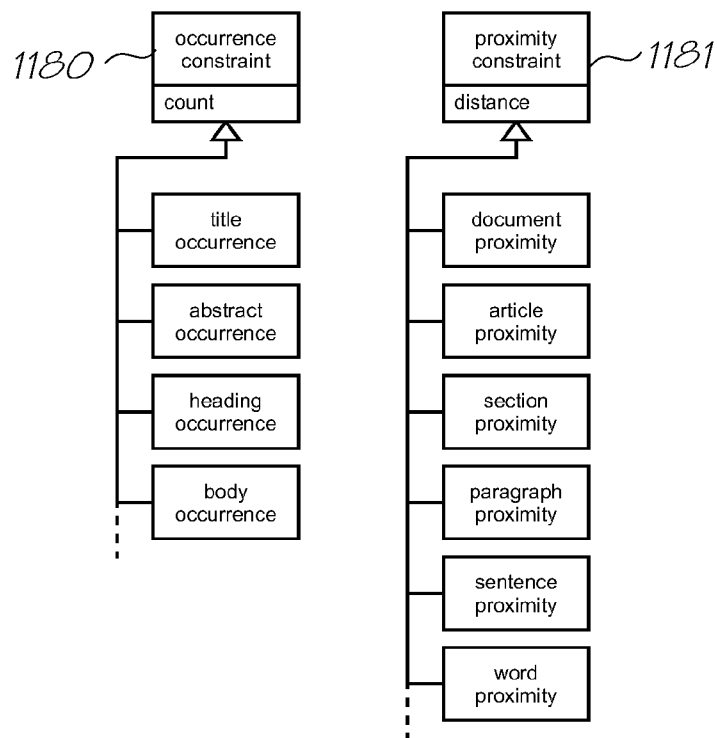 1180
occurrence
constraint
count
title
occurrence
abstract
occurrence
heading
occurrence
body
occurrence
proximity
constraint
1181
distance
document
proximity
article
proximity
section
proximity
paragraph
proximity
sentence
proximity
word
proximity